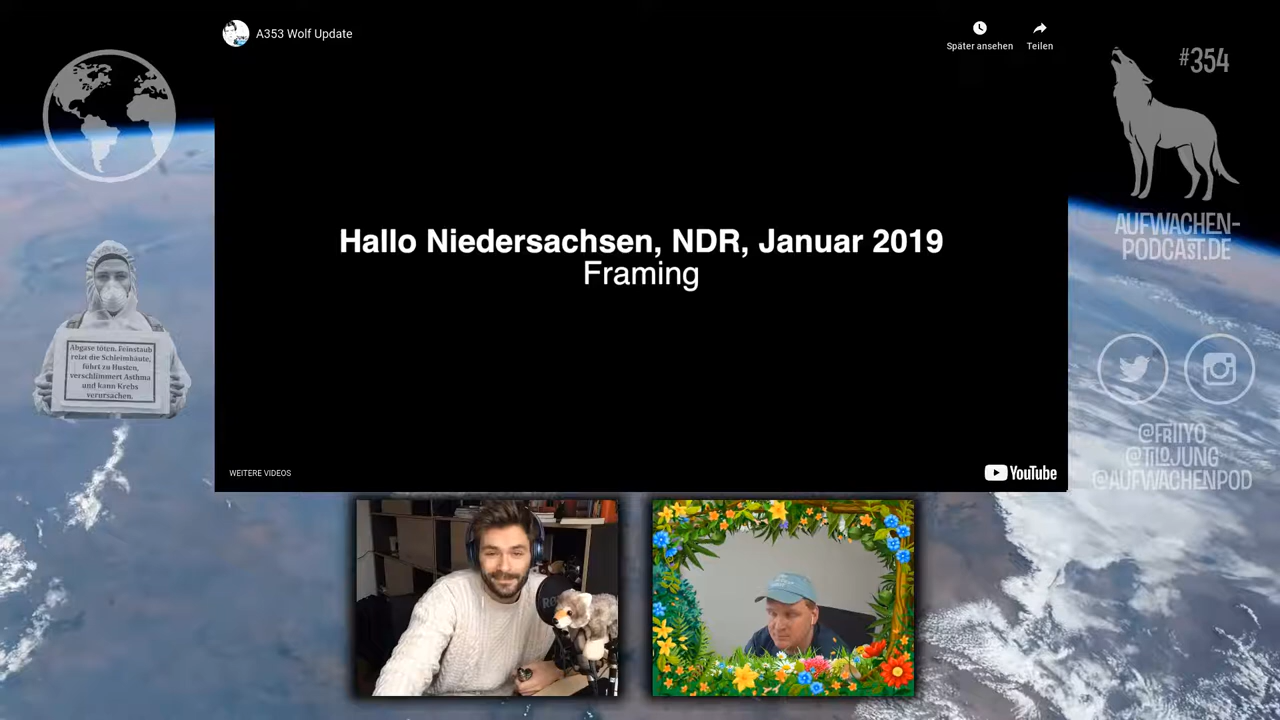 A353 Wolf Update
Später ansehen
Teilen
#354
Hallo Niedersachsen, NDR, Januar 2019
Framing
AUFWACHEN-
PODCAST.DE
Abgase töten. Feinstaub
reizt die Schleimhäute,
führt zu Husten,
verschlimmert Asthma
und kann Krebs
verursachen.
@FRIIYO
@TILOJUNG
@AUFWACHENPOD
WEITERE VIDEOS
YouTube